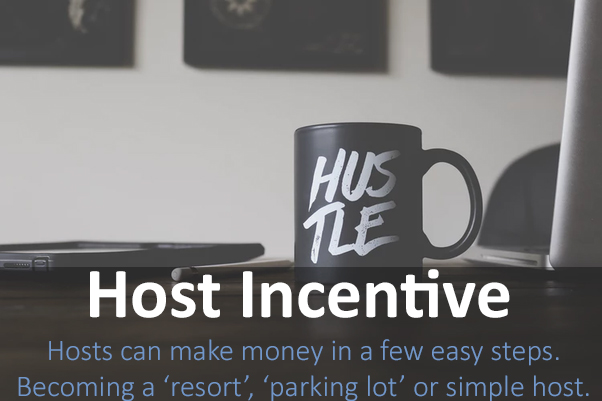 HUS
TLE
Host Incentive
Hosts can make money in a few easy steps.
Becoming a ‘resort’, ‘parking lot’ or simple host.